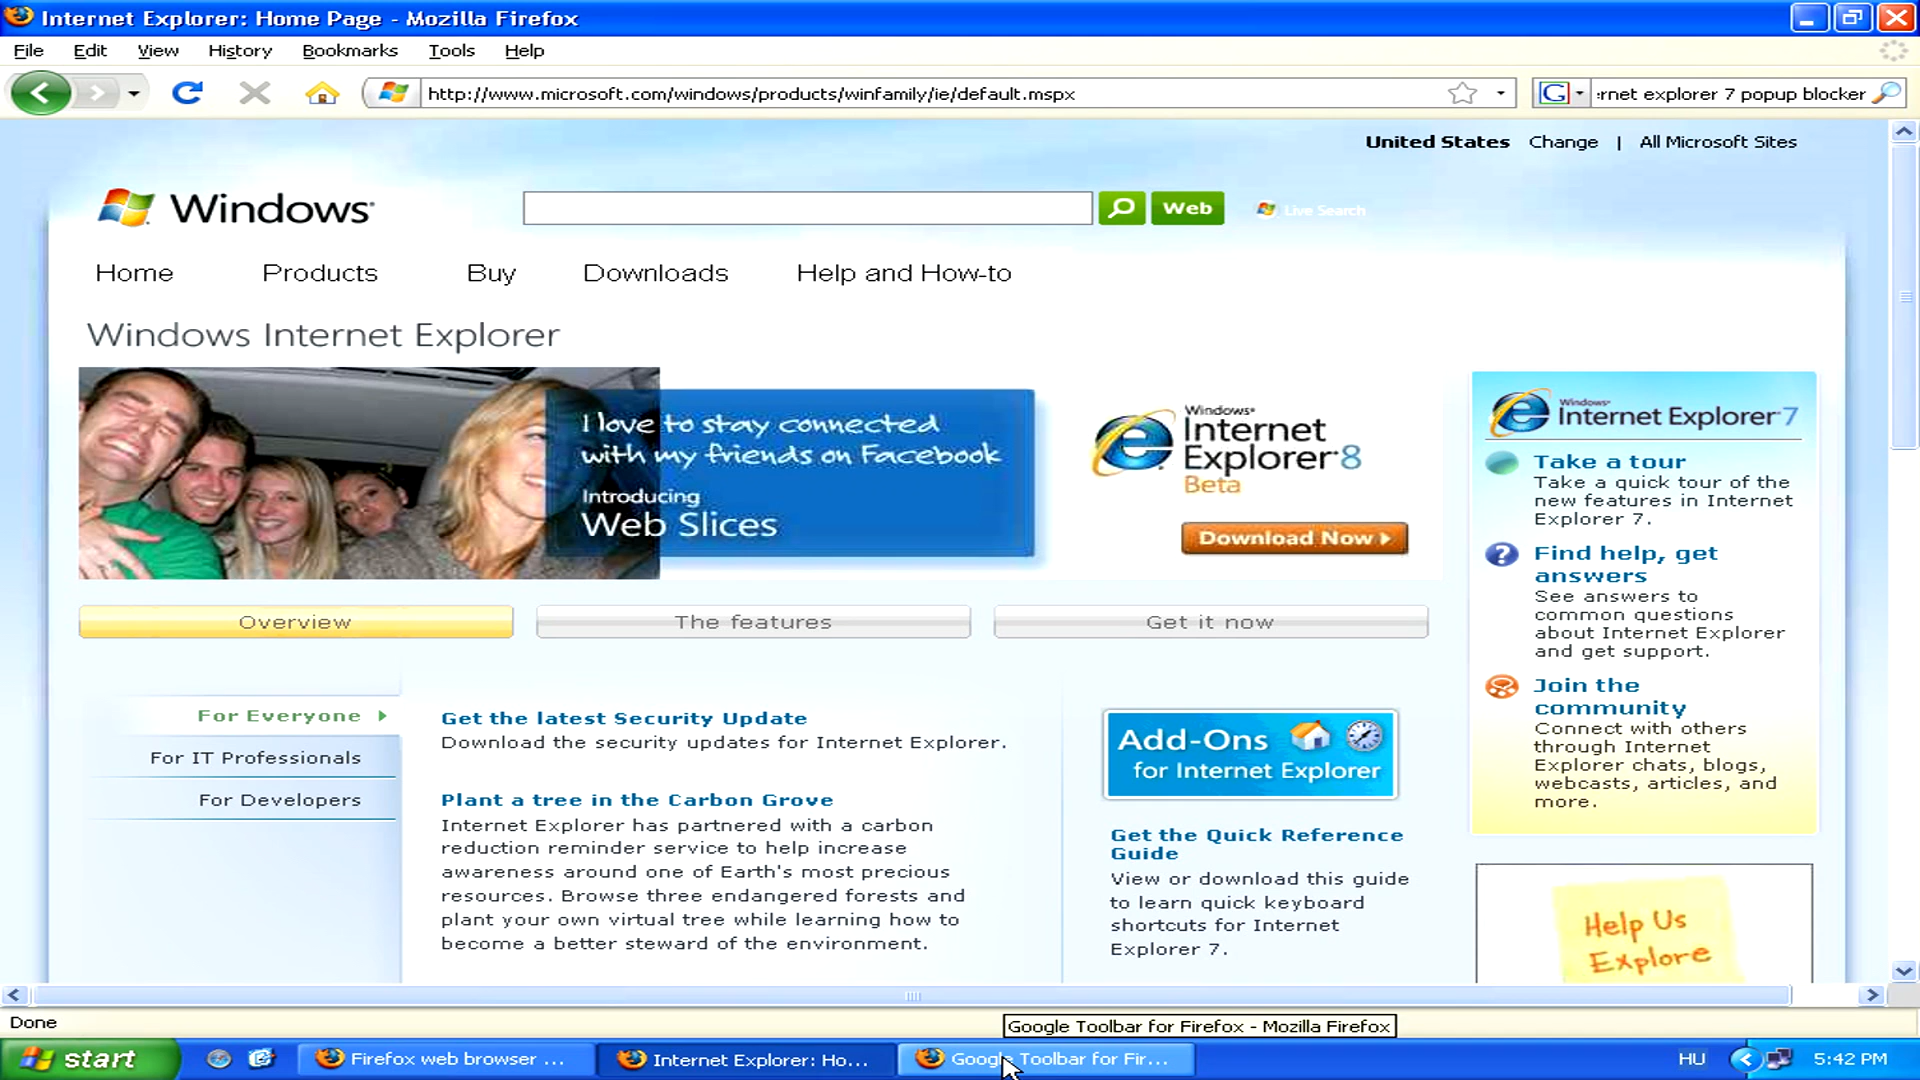 Internet Explorer: Home Page - Mozilla Firefox
File Edit View History Bookmarks Tools Help
http://www.microsoft.com/windows/products/winfamily/ie/default.mspx
G
rnet explorer 7 popup blocker
United States Change | All Microsoft Sites
Windows
Web
Live Search
Home Products Buy Downloads Help and How-to
Windows Internet Explorer
I love to stay connected
with my friends on Facebook
Introducing
Web Slices
Windows
Internet
Explorer 8
Beta
Download Now
Overview
The features
Get it now
For Everyone
For IT Professionals
For Developers
Get the latest Security Update
Download the security updates for Internet Explorer.
Plant a tree in the Carbon Grove
Internet Explorer has partnered with a carbon
reduction reminder service to help increase
awareness around one of Earth's most precious
resources. Browse three endangered forests and
plant your own virtual tree while learning how to
become a better steward of the environment.
Add-Ons
for Internet Explorer
Get the Quick Reference
Guide
View or download this guide
to learn quick keyboard
shortcuts for Internet
Explorer 7.
Windows
Internet Explorer 7
Take a tour
Take a quick tour of the
new features in Internet
Explorer 7.
Find help, get
answers
See answers to
common questions
about Internet Explorer
and get support.
Join the
community
Connect with others
through Internet
Explorer chats, blogs,
webcasts, articles, and
more.
Help Us
Explore
Done
Google Toolbar for Firefox - Mozilla Firefox
start
Firefox web browser ...
Internet Explorer: Ho...
Google Toolbar for Fir...
HU
5:42 PM